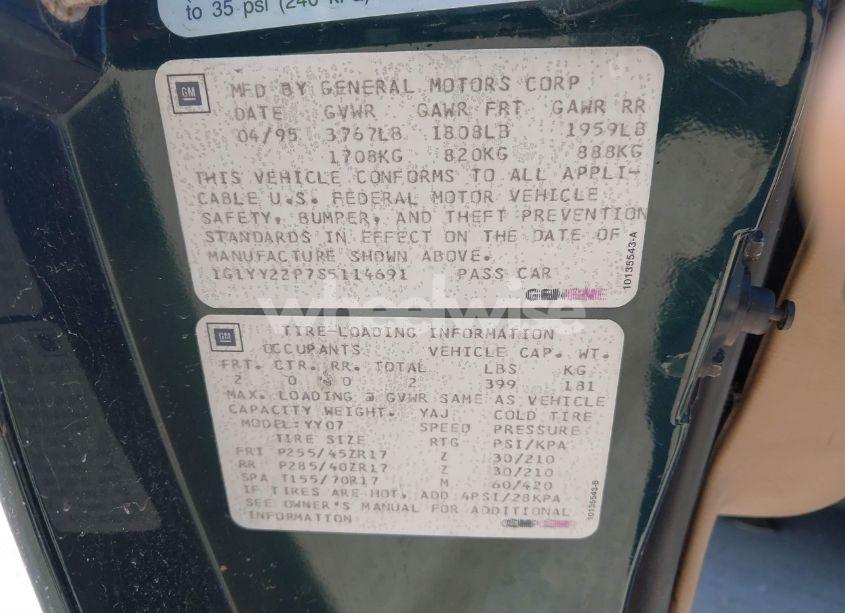 to 35 psi (240 kPa)
GM
MFD BY GENERAL MOTORS CORP
DATE GVWR GAWR FRT GAWR RR
04/95 3767LB 1808LB 1959LB
1708KG 820KG 888KG
THIS VEHICLE CONFORMS TO ALL APPLI-
CABLE U.S. FEDERAL MOTOR VEHICLE
SAFETY, BUMPER, AND THEFT PREVENTION
STANDARDS IN EFFECT ON THE DATE OF
MANUFACTURE SHOWN ABOVE.
1G1YY22P7S5114691 PASS CAR
10135543-A
wheelwise
GM
TIRE-LOADING INFORMATION
OCCUPANTS VEHICLE CAP. WT.
FRT. CTR. RR. TOTAL LBS KG
2 0 0 2 399 181
MAX. LOADING @ GVWR SAME AS VEHICLE
CAPACITY WEIGHT. YAJ COLD TIRE
MODEL:YY07 SPEED PRESSURE
TIRE SIZE RTG PSI/KPA
FRT P255/45ZR17 Z 30/210
RR P285/40ZR17 Z 30/210
SPA T155/70R17 M 60/420
IF TIRES ARE HOT, ADD 4PSI/28KPA
SEE OWNER'S MANUAL FOR ADDITIONAL
INFORMATION
10135543-B